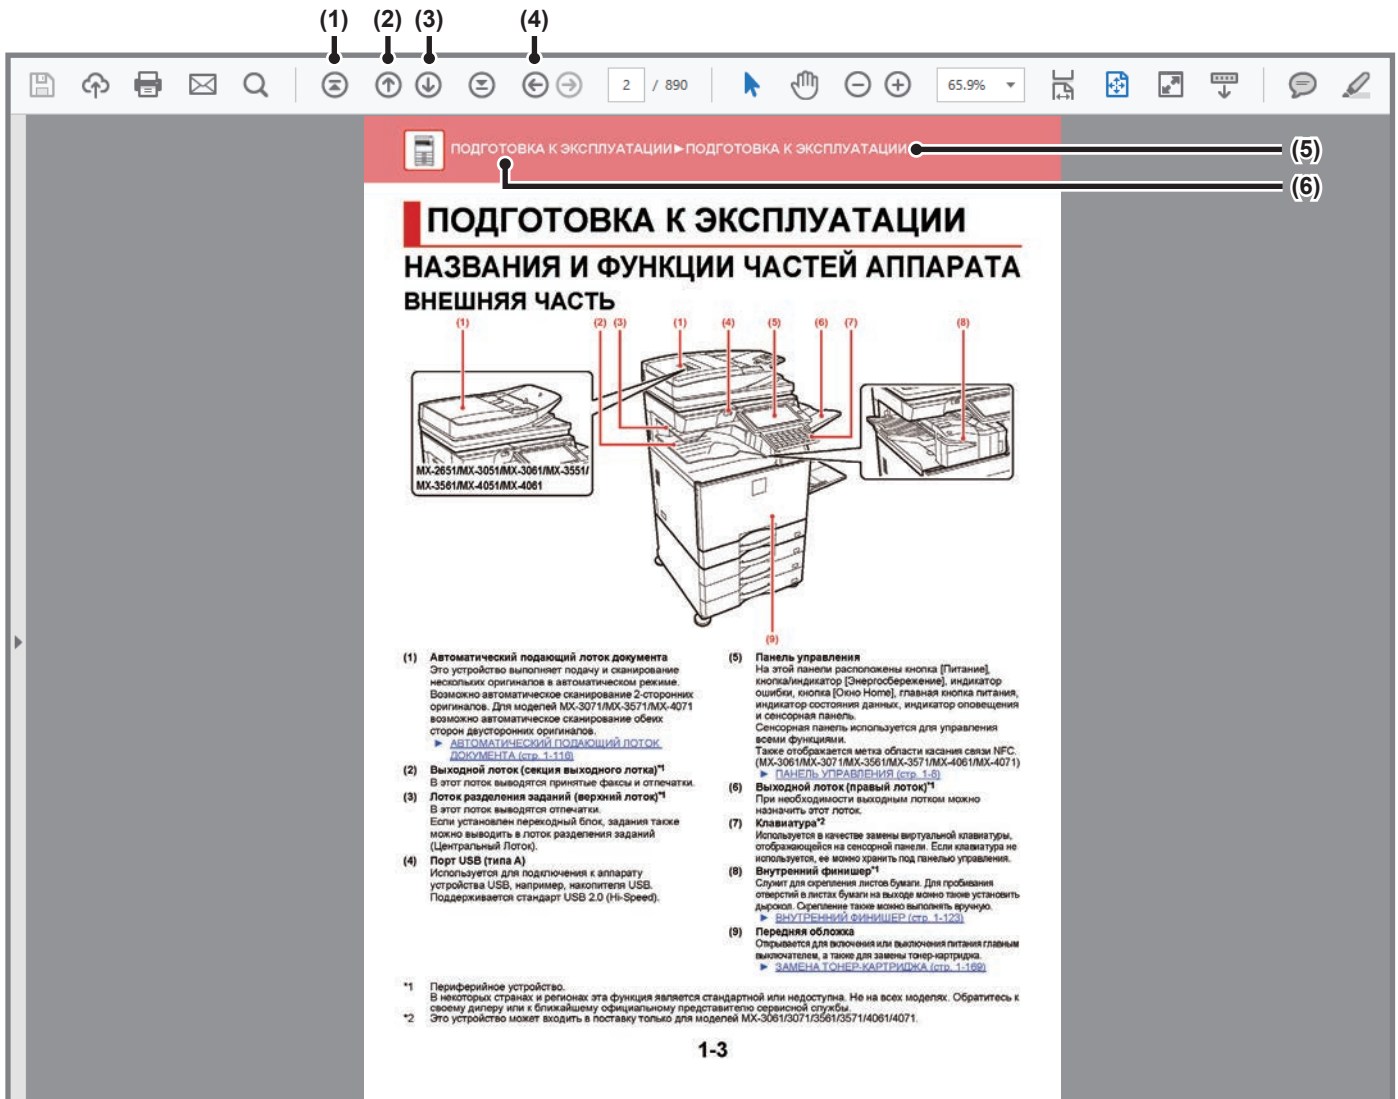 (1) (2) (3) (4)
2 / 890 65.9%
ПОДГОТОВКА К ЭКСПЛУАТАЦИИ►ПОДГОТОВКА К ЭКСПЛУАТАЦИИ
(5)
(6)
ПОДГОТОВКА К ЭКСПЛУАТАЦИИ
НАЗВАНИЯ И ФУНКЦИИ ЧАСТЕЙ АППАРАТА
ВНЕШНЯЯ ЧАСТЬ
(1) (2) (3) (1) (4) (5) (6) (7) (8)
MX-2651/MX-3051/MX-3061/MX-3551/
MX-3561/MX-4051/MX-4061
(9)
(1) Автоматический подающий лоток документа
Это устройство выполняет подачу и сканирование
нескольких оригиналов в автоматическом режиме.
Возможно автоматическое сканирование 2-сторонних
оригиналов. Для моделей MX-3071/MX-3571/MX-4071
возможно автоматическое сканирование обеих
сторон двусторонних оригиналов.
► АВТОМАТИЧЕСКИЙ ПОДАЮЩИЙ ЛОТОК
ДОКУМЕНТА (стр. 1-116)
(2) Выходной лоток (секция выходного лотка)*1
В этот лоток выводятся принятые факсы и отпечатки.
(3) Лоток разделения заданий (верхний лоток)*1
В этот лоток выводятся отпечатки.
Если установлен переходный блок, задания также
можно выводить в лоток разделения заданий
(Центральный Лоток).
(4) Порт USB (типа A)
Используется для подключения к аппарату
устройства USB, например, накопителя USB.
Поддерживается стандарт USB 2.0 (Hi-Speed).
(5) Панель управления
На этой панели расположены кнопка [Питание],
кнопка/индикатор [Энергосбережение], индикатор
ошибки, кнопка [Окно Home], главная кнопка питания,
индикатор состояния данных, индикатор оповещения
и сенсорная панель.
Сенсорная панель используется для управления
всеми функциями.
Также отображается метка области касания связи NFC.
(MX-3061/MX-3071/MX-3561/MX-3571/MX-4061/MX-4071)
► ПАНЕЛЬ УПРАВЛЕНИЯ (стр. 1-8)
(6) Выходной лоток (правый лоток)*1
При необходимости выходным лотком можно
назначить этот лоток.
(7) Клавиатура*2
Используется в качестве замены виртуальной клавиатуры,
отображающейся на сенсорной панели. Если клавиатура не
используется, ее можно хранить под панелью управления.
(8) Внутренний финишер*1
Служит для скрепления листов бумаги. Для пробивания
отверстий в листах бумаги на выходе можно также установить
дырокол. Скрепление также можно выполнять вручную.
► ВНУТРЕННИЙ ФИНИШЕР (стр. 1-123)
(9) Передняя обложка
Открывается для включения или выключения питания главным
выключателем, а также для замены тонер-картриджа.
► ЗАМЕНА ТОНЕР-КАРТРИДЖА (стр. 1-169)
*1 Периферийное устройство.
В некоторых странах и регионах эта функция является стандартной или недоступна. Не на всех моделях. Обратитесь к
своему дилеру или к ближайшему официальному представителю сервисной службы.
*2 Это устройство может входить в поставку только для моделей MX-3061/3071/3561/3571/4061/4071.
1-3